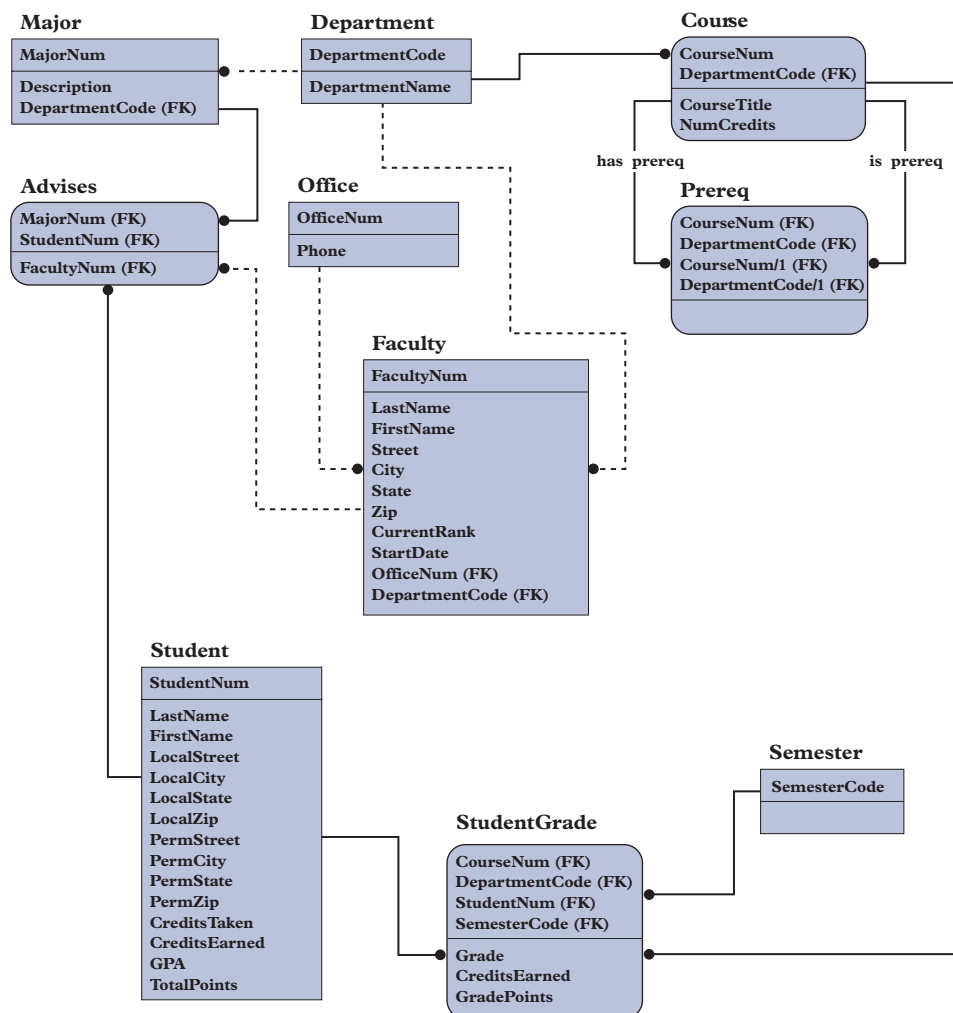 Major
MajorNum
Description
DepartmentCode (FK)
Department
DepartmentCode
DepartmentName
Course
CourseNum
DepartmentCode (FK)
CourseTitle
NumCredits
has prereq
is prereq
Advises
MajorNum (FK)
StudentNum (FK)
FacultyNum (FK)
Office
OfficeNum
Phone
Prereq
CourseNum (FK)
DepartmentCode (FK)
CourseNum/1 (FK)
DepartmentCode/1 (FK)
Faculty
FacultyNum
LastName
FirstName
Street
City
State
Zip
CurrentRank
StartDate
OfficeNum (FK)
DepartmentCode (FK)
Student
StudentNum
LastName
FirstName
LocalStreet
LocalCity
LocalState
LocalZip
PermStreet
PermCity
PermState
PermZip
CreditsTaken
CreditsEarned
GPA
TotalPoints
StudentGrade
CourseNum (FK)
DepartmentCode (FK)
StudentNum (FK)
SemesterCode (FK)
Grade
CreditsEarned
GradePoints
Semester
SemesterCode